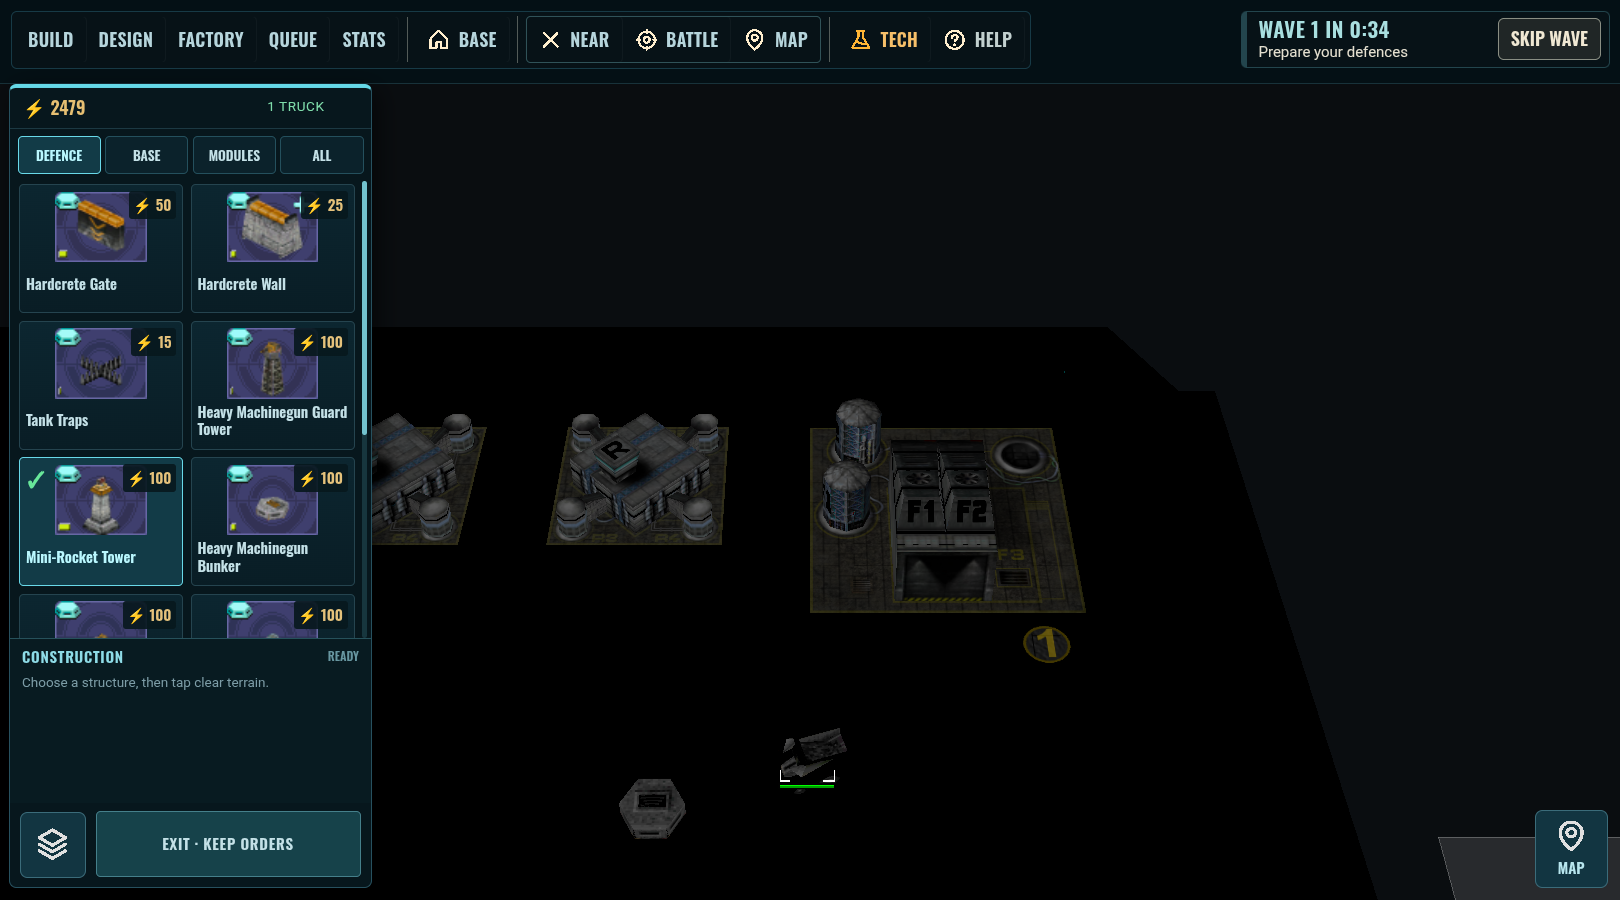 BUILD DESIGN FACTORY QUEUE STATS BASE NEAR BATTLE MAP TECH HELP
WAVE 1 IN 0:34
Prepare your defences
SKIP WAVE
2479
1 TRUCK
DEFENCE BASE MODULES ALL
50
Hardcrete Gate
25
Hardcrete Wall
15
Tank Traps
100
Heavy Machinegun Guard
Tower
100
Mini-Rocket Tower
100
Heavy Machinegun
Bunker
100
100
CONSTRUCTION
READY
Choose a structure, then tap clear terrain.
EXIT · KEEP ORDERS
R
F1 F2
F3
1
MAP